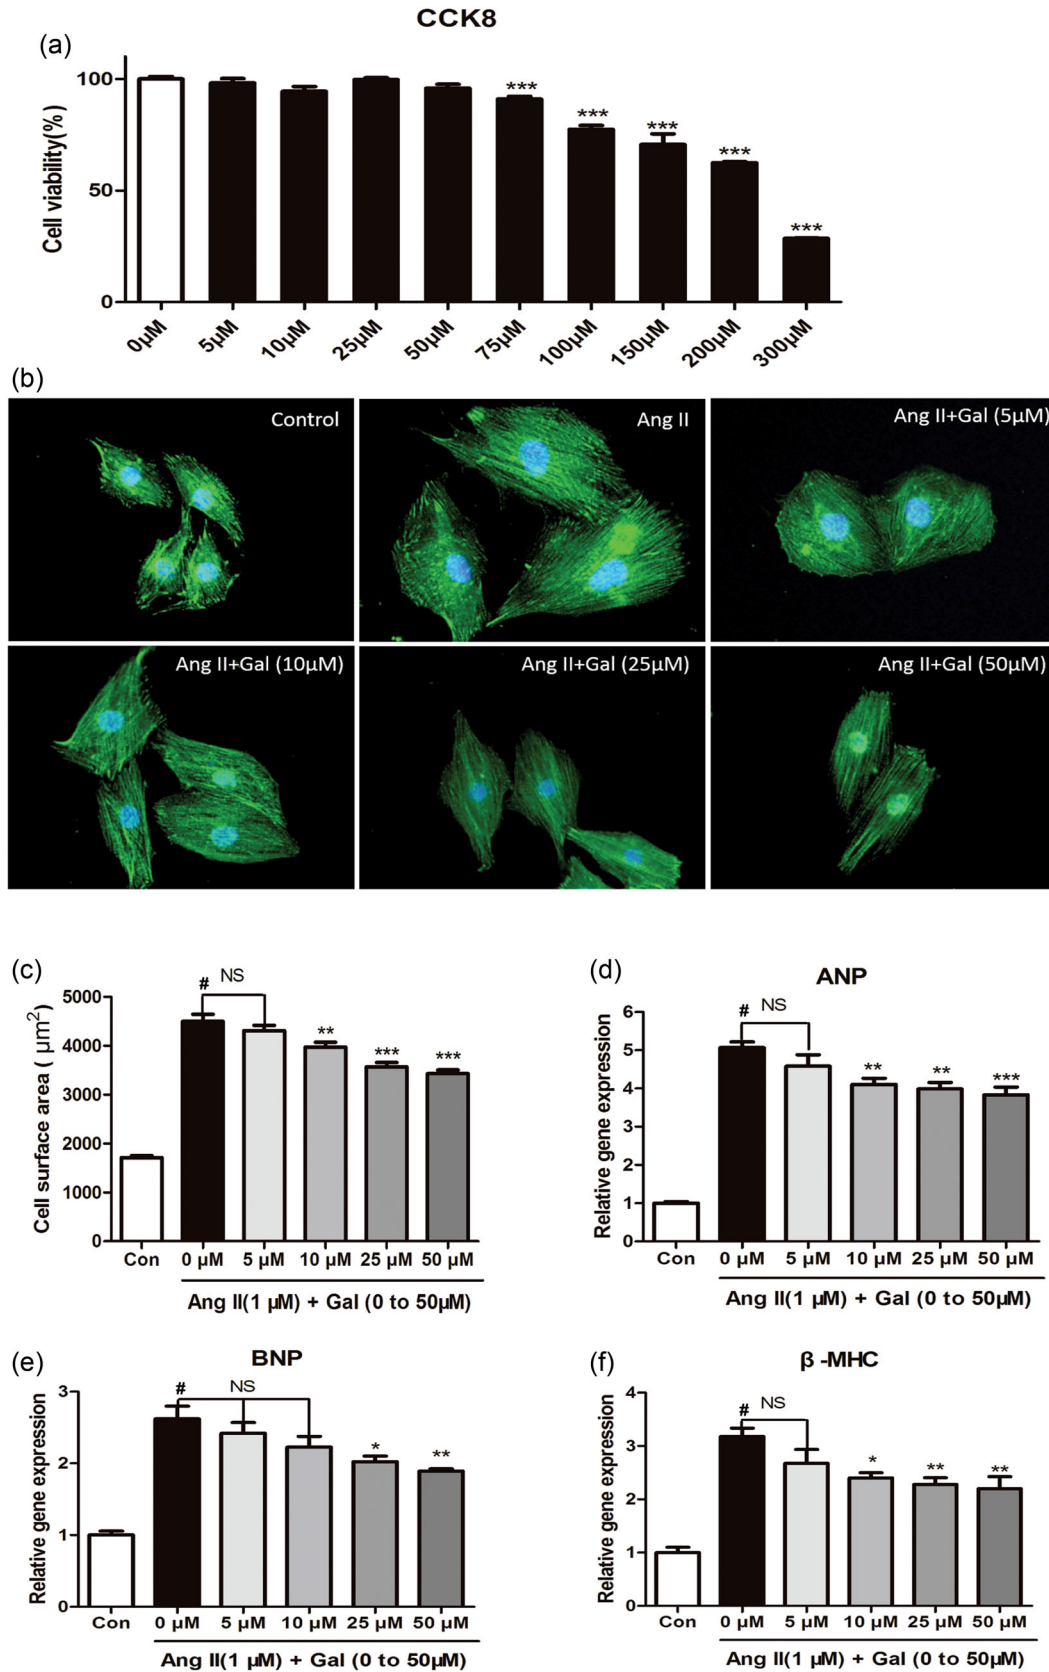 CCK8
(a)
Cell viability(%)
100
50
0
*** *** *** *** ***
0µM 5µM 10µM 25µM 50µM 75µM 100µM 150µM 200µM 300µM
(b)
Control
Ang II
Ang II+Gal (5µM)
Ang II+Gal (10µM)
Ang II+Gal (25µM)
Ang II+Gal (50µM)
(c)
Cell surface area ( µm²)
5000
4000
3000
2000
1000
0
# NS ** *** ***
Con 0 µM 5 µM 10 µM 25 µM 50 µM
Ang II(1 µM) + Gal (0 to 50µM)
(d)
ANP
Relative gene expression
6
5
4
3
2
1
0
# NS ** ** ***
Con 0 µM 5 µM 10 µM 25 µM 50 µM
Ang II(1 µM) + Gal (0 to 50µM)
(e)
BNP
Relative gene expression
3
2
1
0
# NS * **
Con 0 µM 5 µM 10 µM 25 µM 50 µM
Ang II(1 µM) + Gal (0 to 50µM)
(f)
β -MHC
Relative gene expression
4
3
2
1
0
# NS * ** **
Con 0 µM 5 µM 10 µM 25 µM 50 µM
Ang II(1 µM) + Gal (0 to 50µM)